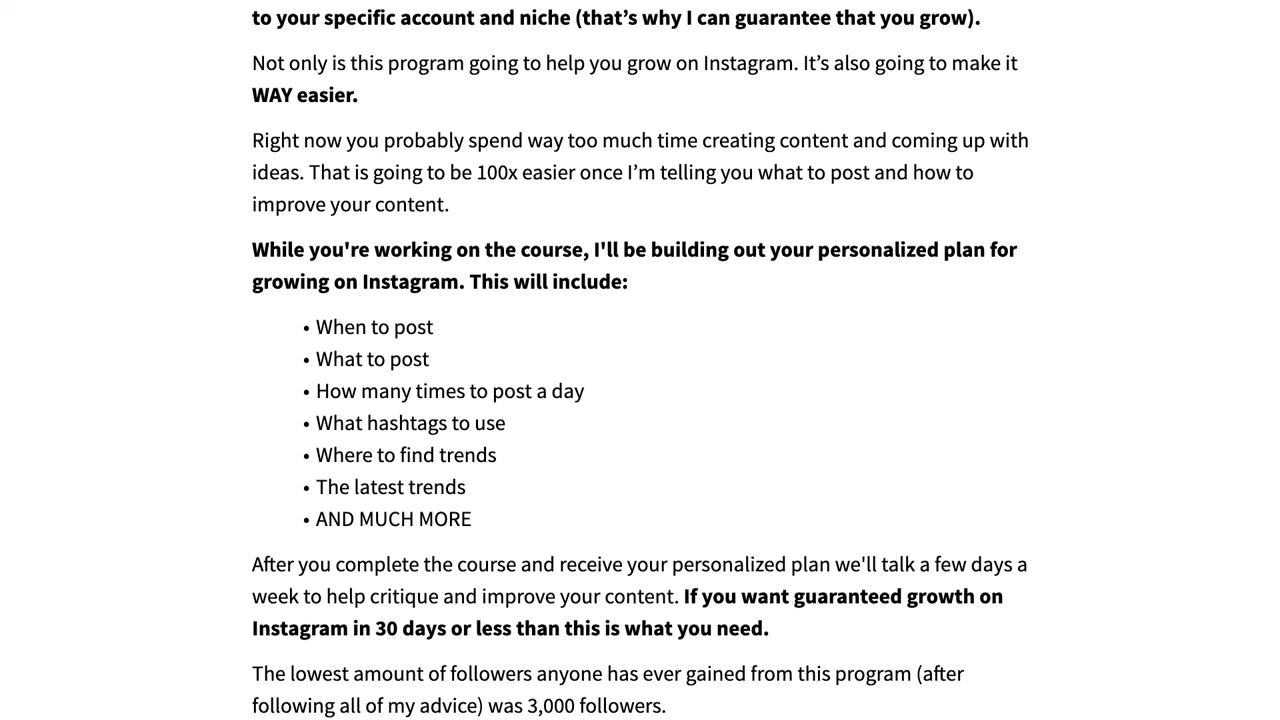 to your specific account and niche (that’s why I can guarantee that you grow).
Not only is this program going to help you grow on Instagram. It’s also going to make it
WAY easier.
Right now you probably spend way too much time creating content and coming up with
ideas. That is going to be 100x easier once I’m telling you what to post and how to
improve your content.
While you're working on the course, I'll be building out your personalized plan for
growing on Instagram. This will include:
• When to post
• What to post
• How many times to post a day
• What hashtags to use
• Where to find trends
• The latest trends
• AND MUCH MORE
After you complete the course and receive your personalized plan we'll talk a few days a
week to help critique and improve your content. If you want guaranteed growth on
Instagram in 30 days or less than this is what you need.
The lowest amount of followers anyone has ever gained from this program (after
following all of my advice) was 3,000 followers.